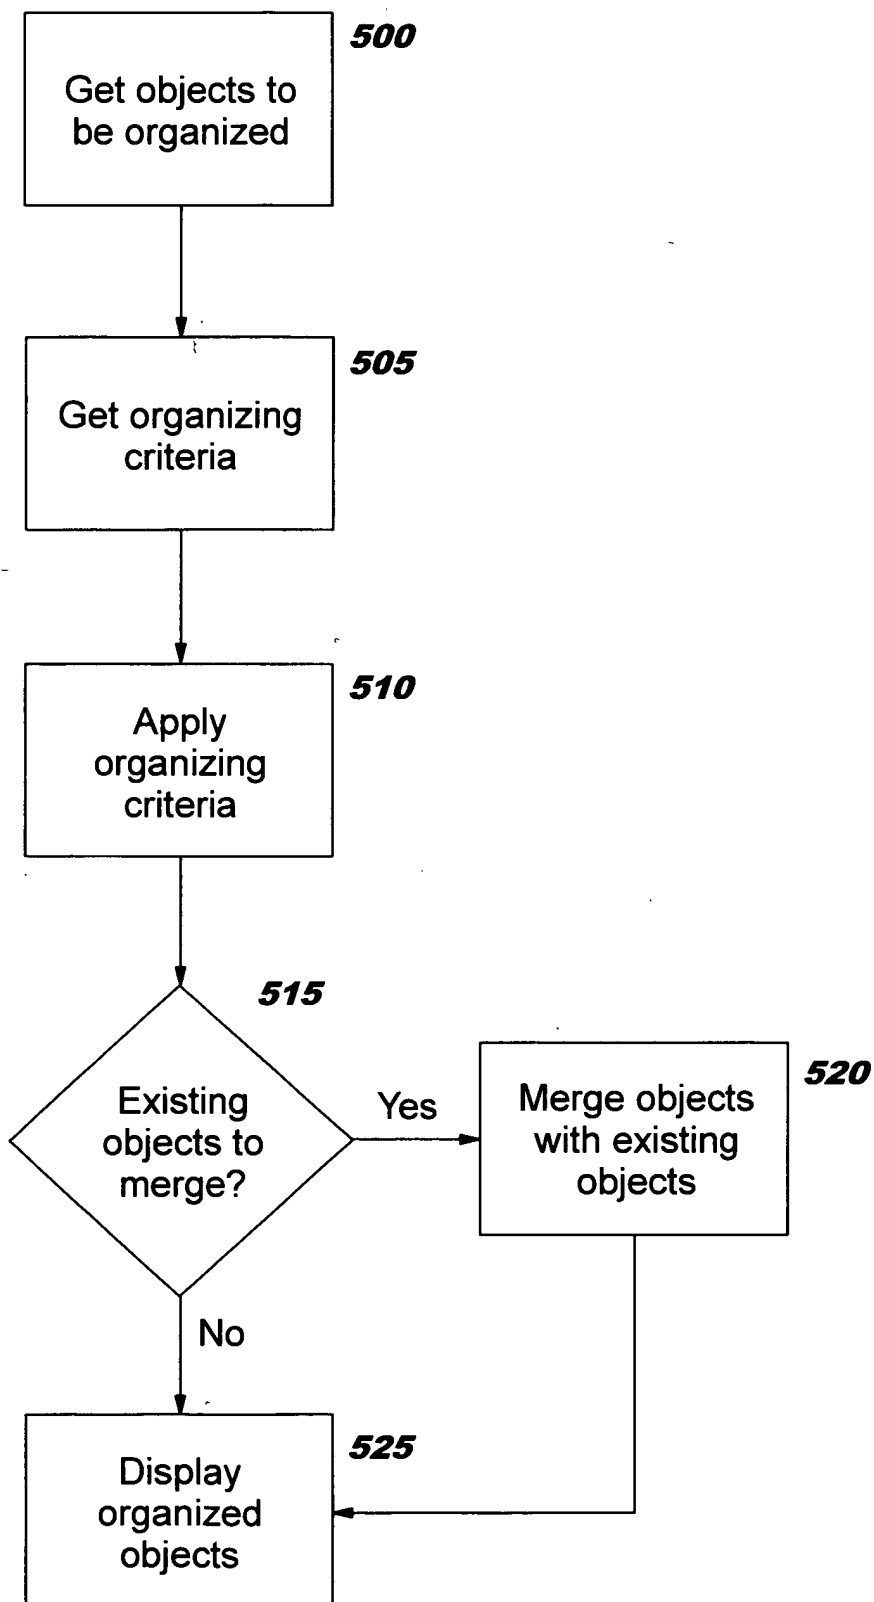 500
Get objects to
be organized
505
Get organizing
criteria
510
Apply
organizing
criteria
515
Existing
objects to
merge?
Yes
520
Merge objects
with existing
objects
No
525
Display
organized
objects